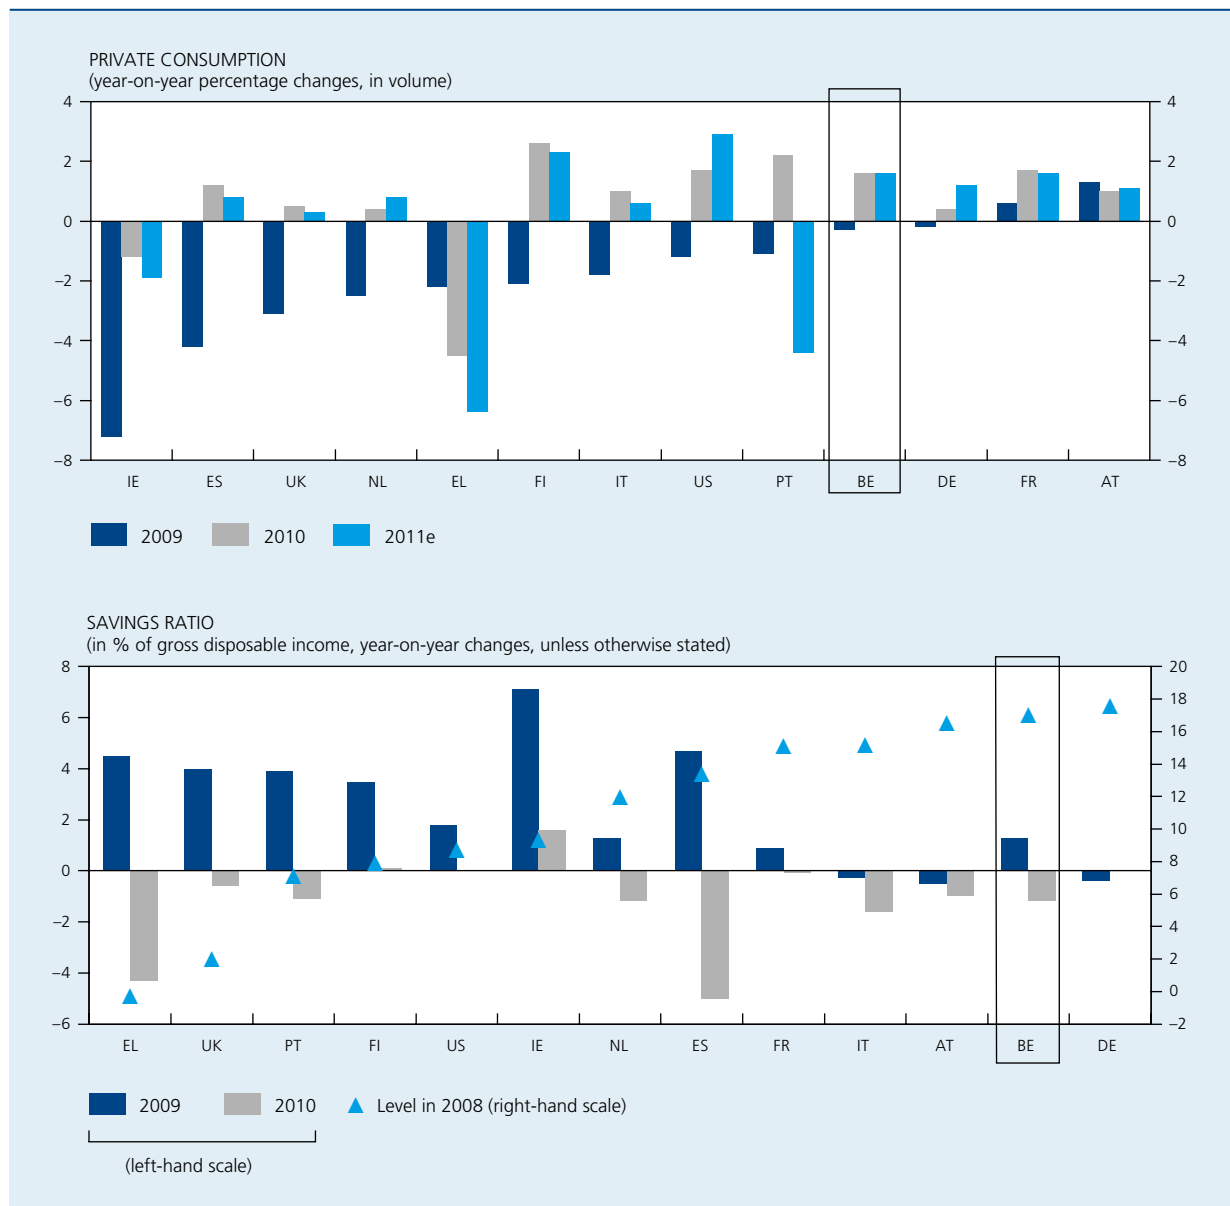 PRIVATE CONSUMPTION
(year-on-year percentage changes, in volume)
4 4
2 2
0 0
–2 –2
–4 –4
–6 –6
–8 –8
IE ES UK NL EL FI IT US PT BE DE FR AT
2009 2010 2011e
SAVINGS RATIO
(in % of gross disposable income, year-on-year changes, unless otherwise stated)
8 20
18
6 16
4 14
12
2 10
8
0 6
–2 4
2
–4 0
–6 –2
EL UK PT FI US IE NL ES FR IT AT BE DE
2009 2010 Level in 2008 (right-hand scale)
(left-hand scale)